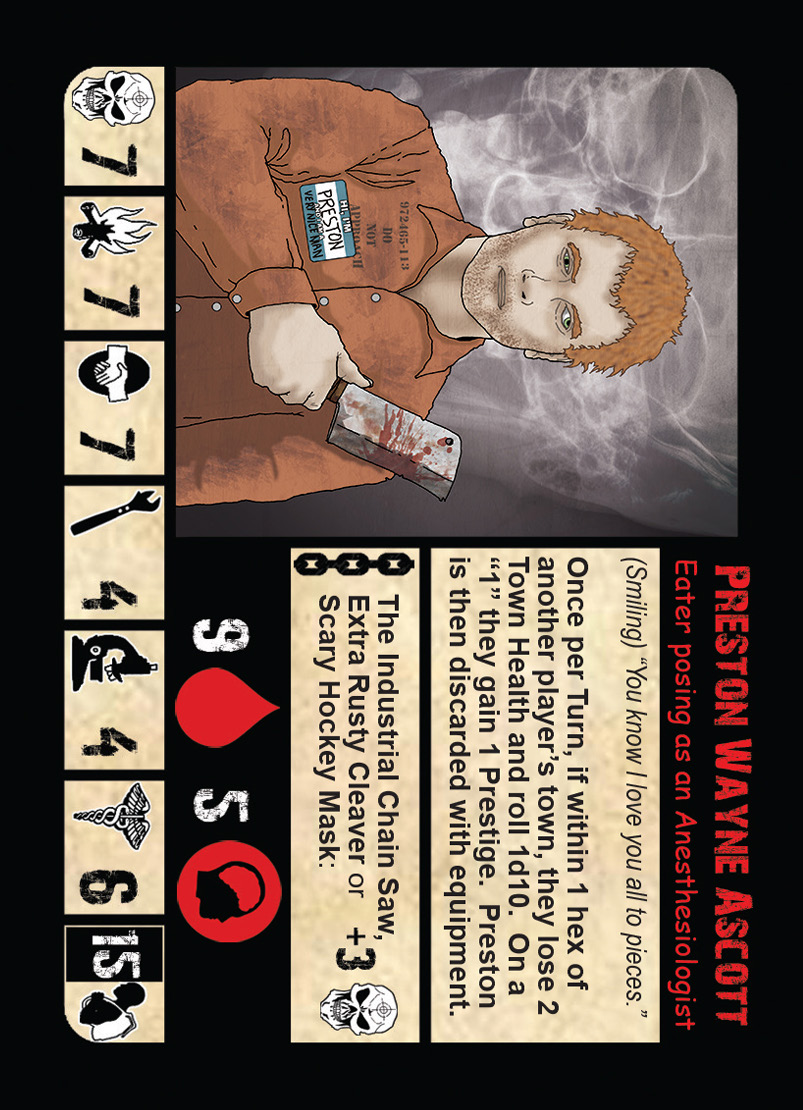 PRESTON WAYNE ASCOTT
Eater posing as an Anesthesiologist
(Smiling) “You know I love you all to pieces.”
Once per Turn, if within 1 hex of
another player’s town, they lose 2
Town Health and roll 1d10. On a
“1” they gain 1 Prestige. Preston
is then discarded with equipment.
The Industrial Chain Saw,
Extra Rusty Cleaver or
Scary Hockey Mask:
+3
9
5
972465-113
DO
NOT
APPROACH
HI, I'M
PRESTON
VERY NICE MAN
7
7
7
4
4
6
15